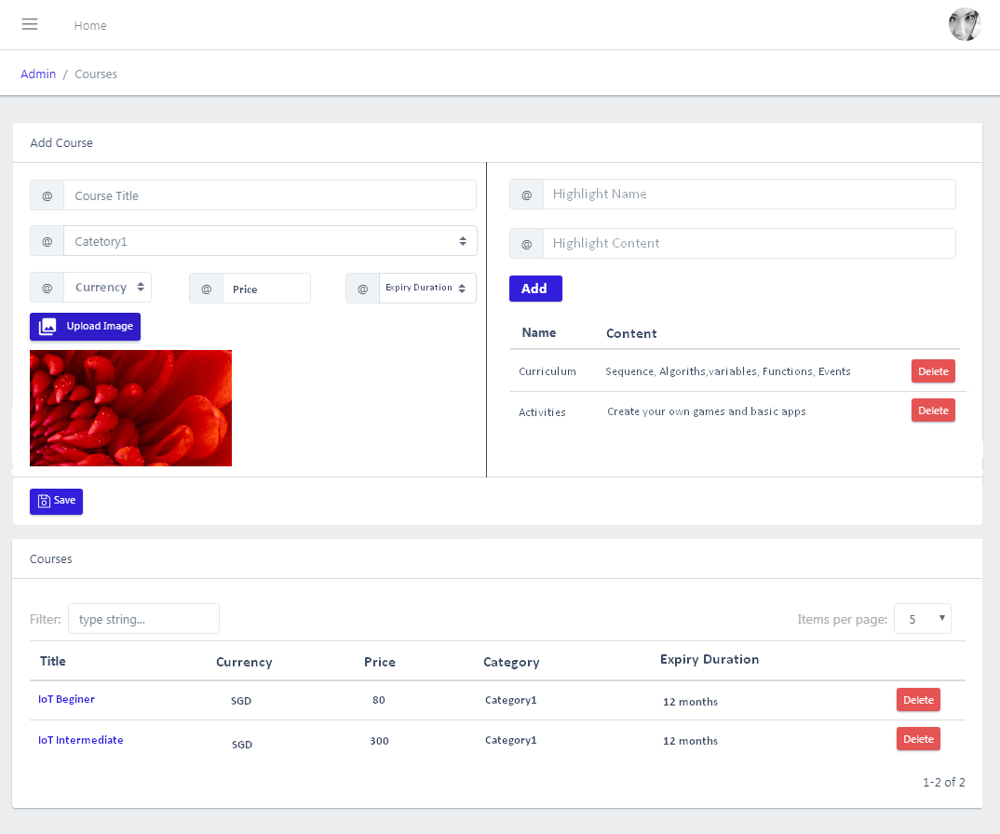 Home
Admin / Courses
Add Course
@ Course Title
@ Catetory1
@ Currency @ Price @ Expiry Duration
Upload Image
@ Highlight Name
@ Highlight Content
Add
Name Content
Curriculum Sequence, Algoriths,variables, Functions, Events Delete
Activities Create your own games and basic apps Delete
Save
Courses
Filter: type string... Items per page: 5
Title Currency Price Category Expiry Duration
IoT Beginer SGD 80 Category1 12 months Delete
IoT Intermediate SGD 300 Category1 12 months Delete
1-2 of 2